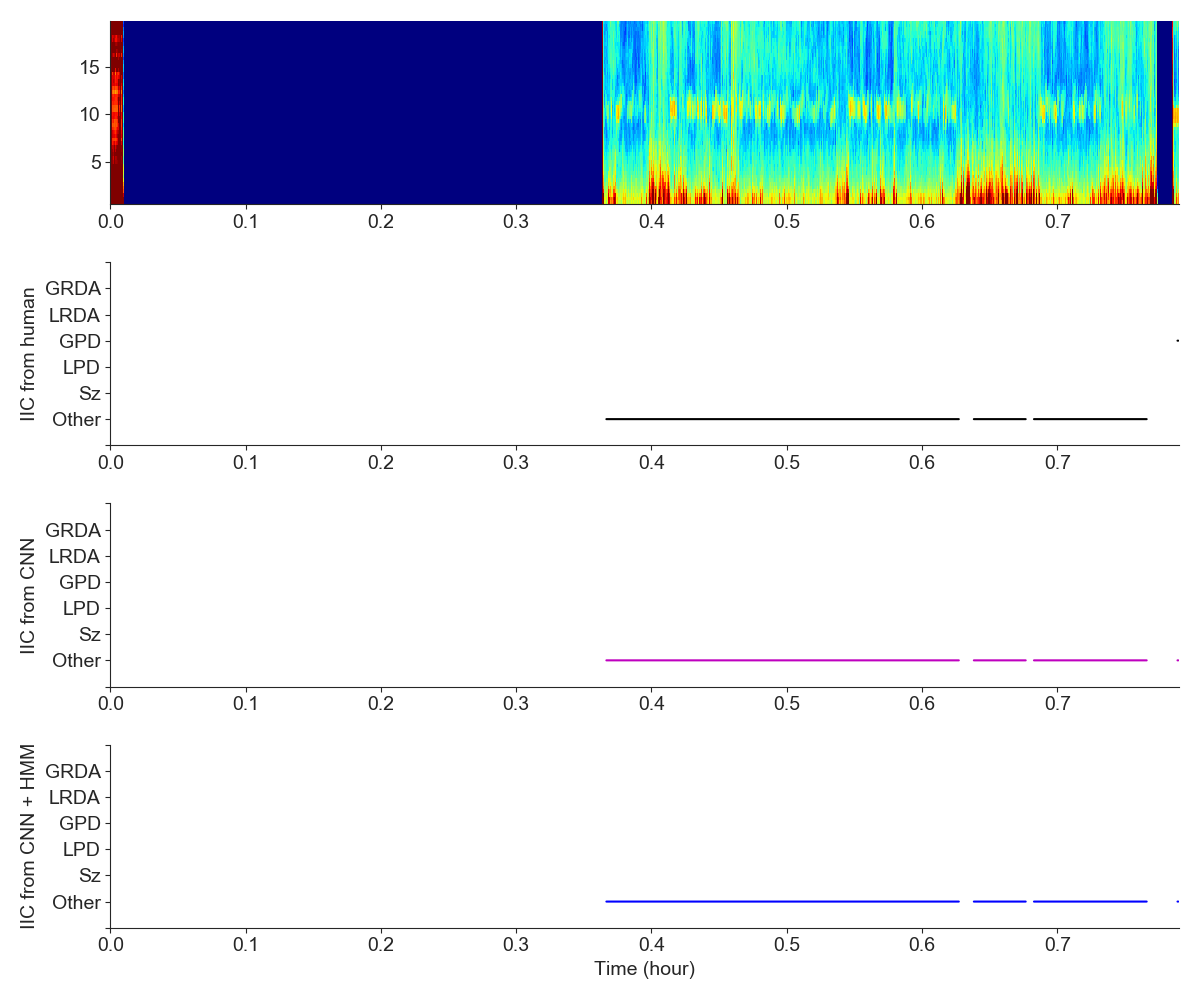 15
10
5
0.0 0.1 0.2 0.3 0.4 0.5 0.6 0.7
IIC from human
GRDA
LRDA
GPD
LPD
Sz
Other
0.0 0.1 0.2 0.3 0.4 0.5 0.6 0.7
IIC from CNN
GRDA
LRDA
GPD
LPD
Sz
Other
0.0 0.1 0.2 0.3 0.4 0.5 0.6 0.7
IIC from CNN + HMM
GRDA
LRDA
GPD
LPD
Sz
Other
0.0 0.1 0.2 0.3 0.4 0.5 0.6 0.7
Time (hour)